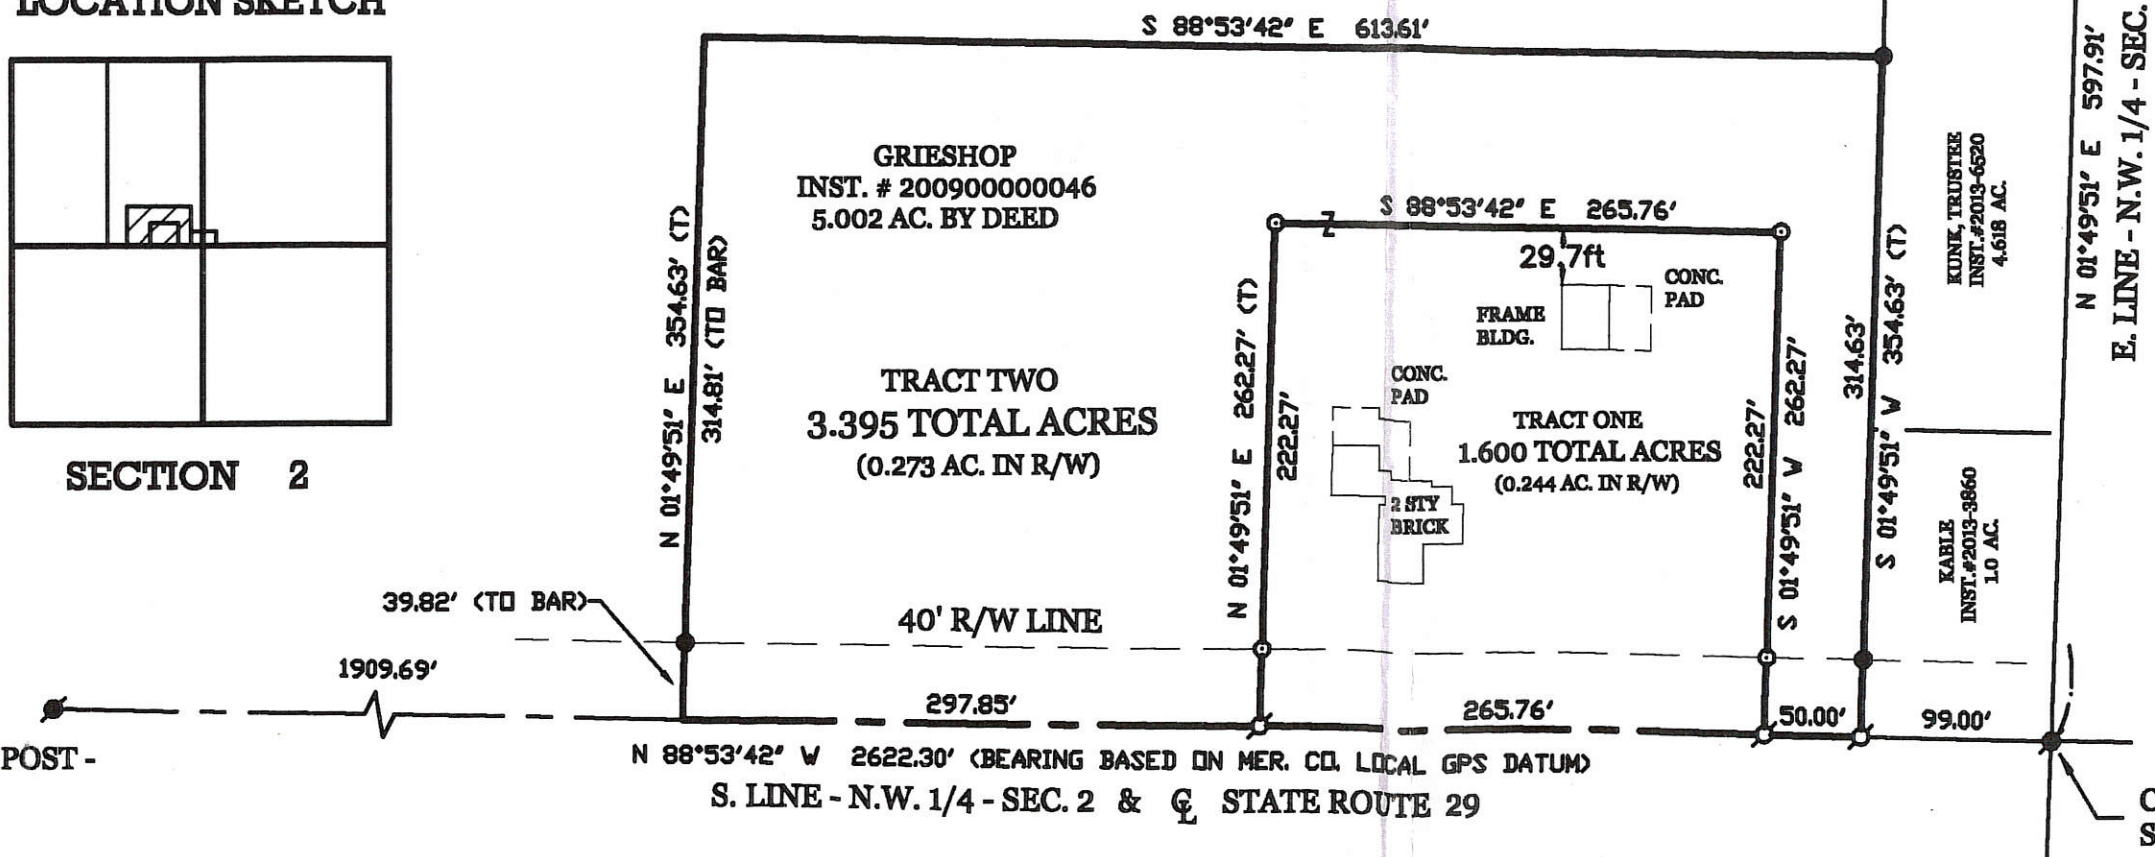 LOCATION SKETCH
SECTION 2
S 88°53'42" E 613.61'
GRIESHOP
INST. # 200900000046
5.002 AC. BY DEED
N 01°49'51" E 354.63' (T)
314.81' (TO BAR)
TRACT TWO
3.395 TOTAL ACRES
(0.273 AC. IN R/W)
S 88°53'42" E 265.76'
29.7ft
CONC.
PAD
FRAME
BLDG.
N 01°49'51" E 262.27' (T)
222.27'
CONC.
PAD
2 STY
BRICK
TRACT ONE
1.600 TOTAL ACRES
(0.244 AC. IN R/W)
222.27'
S 01°49'51" W 262.27'
314.63'
S 01°49'51" W 354.63' (T)
KUNK, TRUSTEE
INST.#2013-6520
4.618 AC.
KABLE
INST.#2013-3860
1.0 AC.
N 01°49'51" E 597.91'
E. LINE - N.W. 1/4 - SEC.
39.82' (TO BAR)
40' R/W LINE
1909.69'
297.85'
265.76'
50.00'
99.00'
POST -
N 88°53'42" W 2622.30' (BEARING BASED ON MER. CO. LOCAL GPS DATUM)
S. LINE - N.W. 1/4 - SEC. 2 & ℄ STATE ROUTE 29